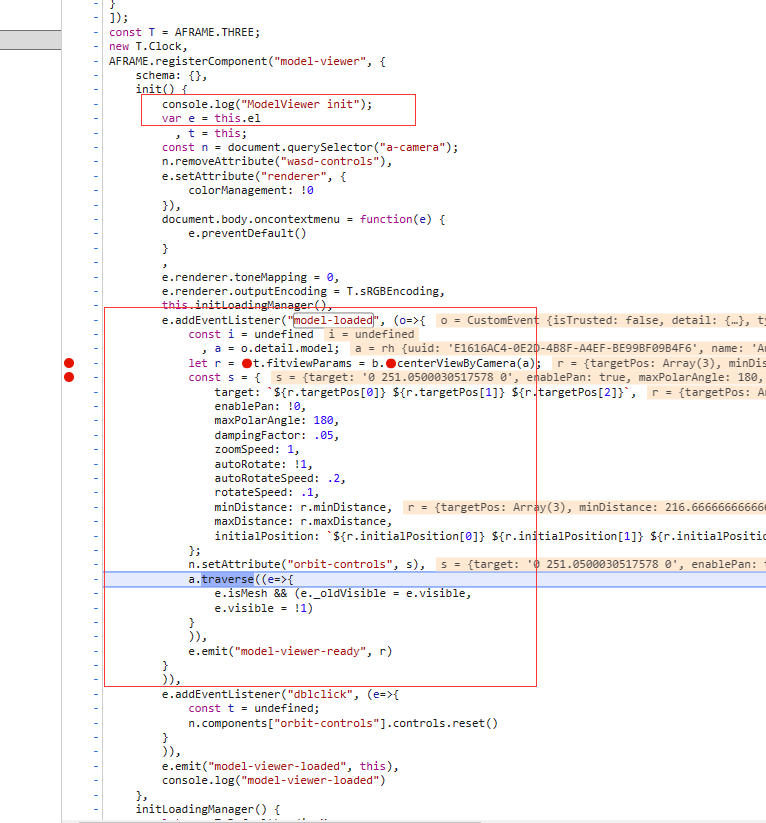 }
]);
const T = AFRAME.THREE;
new T.Clock,
AFRAME.registerComponent("model-viewer", {
schema: {},
init() {
console.log("ModelViewer init");
var e = this.el
, t = this;
const n = document.querySelector("a-camera");
n.removeAttribute("wasd-controls"),
e.setAttribute("renderer", {
colorManagement: !0
}),
document.body.oncontextmenu = function(e) {
e.preventDefault()
}
,
e.renderer.toneMapping = 0,
e.renderer.outputEncoding = T.sRGBEncoding,
this.initLoadingManager(),
e.addEventListener("model-loaded", (o=>{ o = CustomEvent {isTrusted: false, detail: {…}, ty
const i = undefined i = undefined
, a = o.detail.model; a = rh {uuid: 'E1616AC4-0E2D-4B8F-A4EF-BE99BF09B4F6', name: 'Au
let r = t.fitviewParams = b.centerViewByCamera(a); r = {targetPos: Array(3), minDis
const s = { s = {target: '0 251.0500030517578 0', enablePan: true, maxPolarAngle: 180,
target: `${r.targetPos[0]} ${r.targetPos[1]} ${r.targetPos[2]}`, r = {targetPos: Ar
enablePan: !0,
maxPolarAngle: 180,
dampingFactor: .05,
zoomSpeed: 1,
autoRotate: !1,
autoRotateSpeed: .2,
rotateSpeed: .1,
minDistance: r.minDistance, r = {targetPos: Array(3), minDistance: 216.66666666666
maxDistance: r.maxDistance,
initialPosition: `${r.initialPosition[0]} ${r.initialPosition[1]} ${r.initialPositio
};
n.setAttribute("orbit-controls", s), s = {target: '0 251.0500030517578 0', enablePan: t
a.traverse((e=>{
e.isMesh && (e._oldVisible = e.visible,
e.visible = !1)
}
)),
e.emit("model-viewer-ready", r)
}
)),
e.addEventListener("dblclick", (e=>{
const t = undefined;
n.components["orbit-controls"].controls.reset()
}
)),
e.emit("model-viewer-loaded", this),
console.log("model-viewer-loaded")
},
initLoadingManager() {